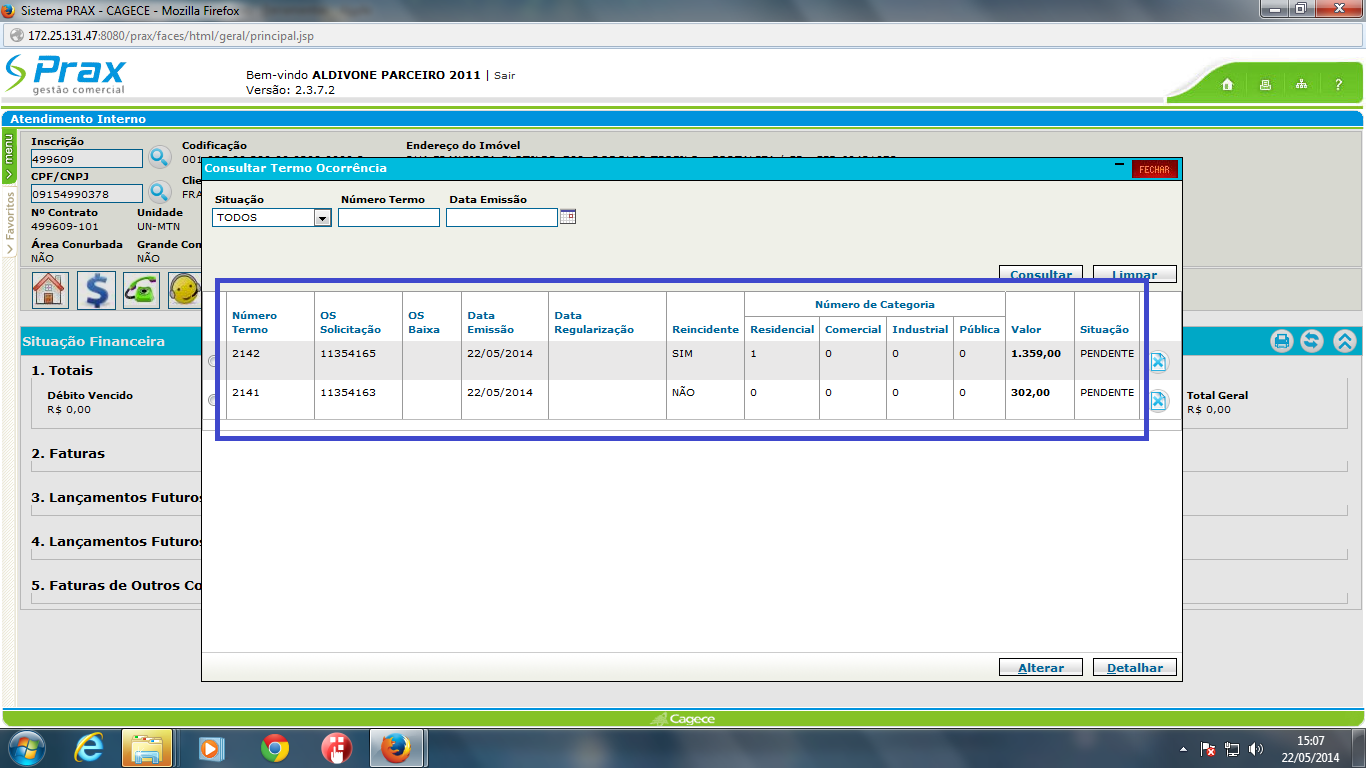 Sistema PRAX - CAGECE - Mozilla Firefox
172.25.131.47:8080/prax/faces/html/geral/principal.jsp
Prax
gestão comercial
Bem-vindo ALDIVONE PARCEIRO 2011 | Sair
Versão: 2.3.7.2
?
Atendimento Interno
menu
Favoritos
Inscrição
499609
Codificação
Endereço do Imóvel
CPF/CNPJ
09154990378
Nº Contrato Unidade
499609-101 UN-MTN
Área Conurbada
NÃO NÃO
Consultar Termo Ocorrência
FECHAR
Situação Número Termo Data Emissão
TODOS
Consultar Limpar
Número Termo OS Solicitação OS Baixa Data Emissão Data Regularização Reincidente Número de Categoria Residencial Comercial Industrial Pública Valor Situação
2142 11354165 22/05/2014 SIM 1 0 0 0 1.359,00 PENDENTE
2141 11354163 22/05/2014 NÃO 0 0 0 0 302,00 PENDENTE
Alterar Detalhar
Situação Financeira
1. Totais
Débito Vencido Total Geral
R$ 0,00 R$ 0,00
2. Faturas
3. Lançamentos Futuros
4. Lançamentos Futuros
5. Faturas de Outros
Cagece
15:07
22/05/2014